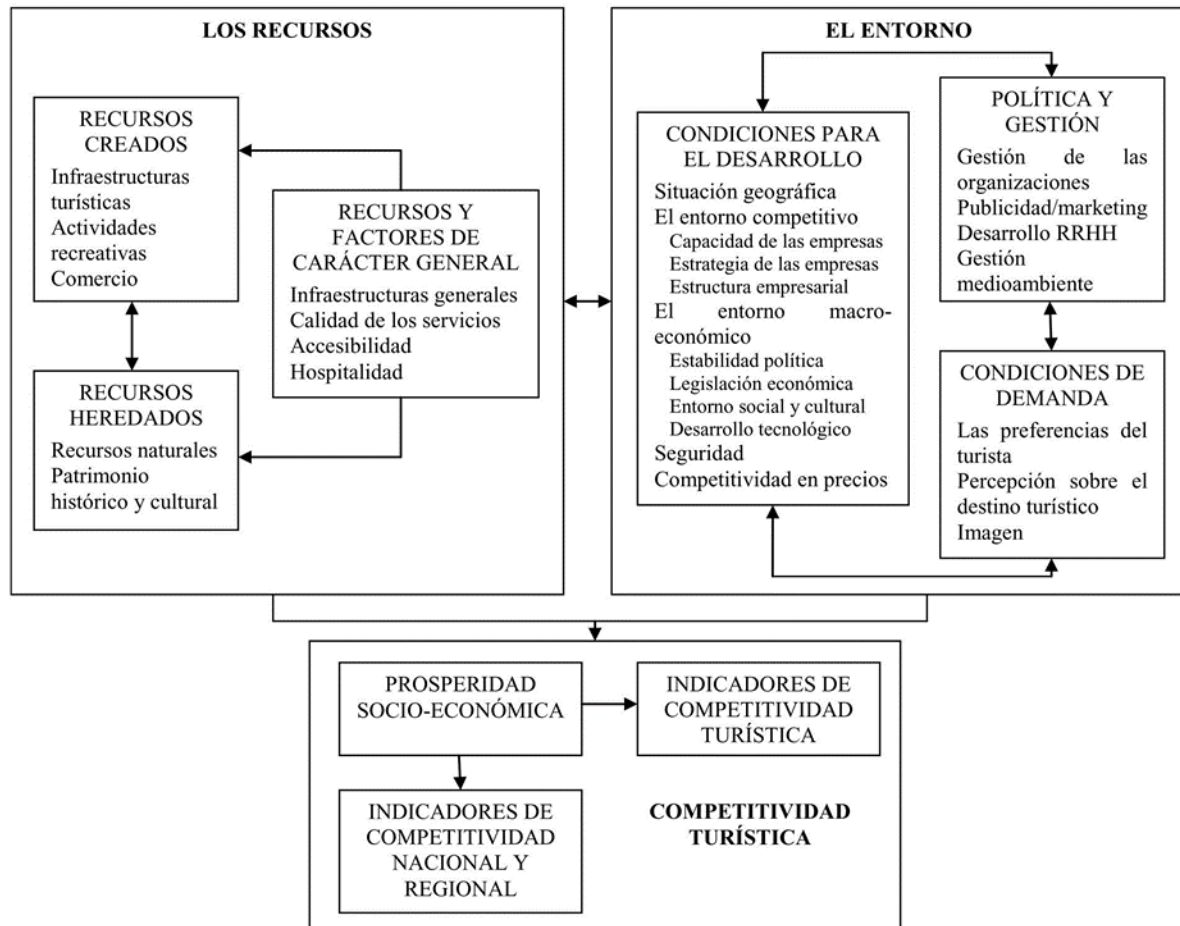 LOS RECURSOS
RECURSOS
CREADOS
Infraestructuras
turísticas
Actividades
recreativas
Comercio
RECURSOS Y
FACTORES DE
CARÁCTER GENERAL
Infraestructuras generales
Calidad de los servicios
Accesibilidad
Hospitalidad
RECURSOS
HEREDADOS
Recursos naturales
Patrimonio
histórico y cultural
EL ENTORNO
CONDICIONES PARA
EL DESARROLLO
Situación geográfica
El entorno competitivo
Capacidad de las empresas
Estrategia de las empresas
Estructura empresarial
El entorno macro-
económico
Estabilidad política
Legislación económica
Entorno social y cultural
Desarrollo tecnológico
Seguridad
Competitividad en precios
POLÍTICA Y
GESTIÓN
Gestión de las
organizaciones
Publicidad/marketing
Desarrollo RRHH
Gestión
medioambiente
CONDICIONES DE
DEMANDA
Las preferencias del
turista
Percepción sobre el
destino turístico
Imagen
PROSPERIDAD
SOCIO-ECONÓMICA
INDICADORES DE
COMPETITIVIDAD
TURÍSTICA
INDICADORES DE
COMPETITIVIDAD
NACIONAL Y
REGIONAL
COMPETITIVIDAD
TURÍSTICA